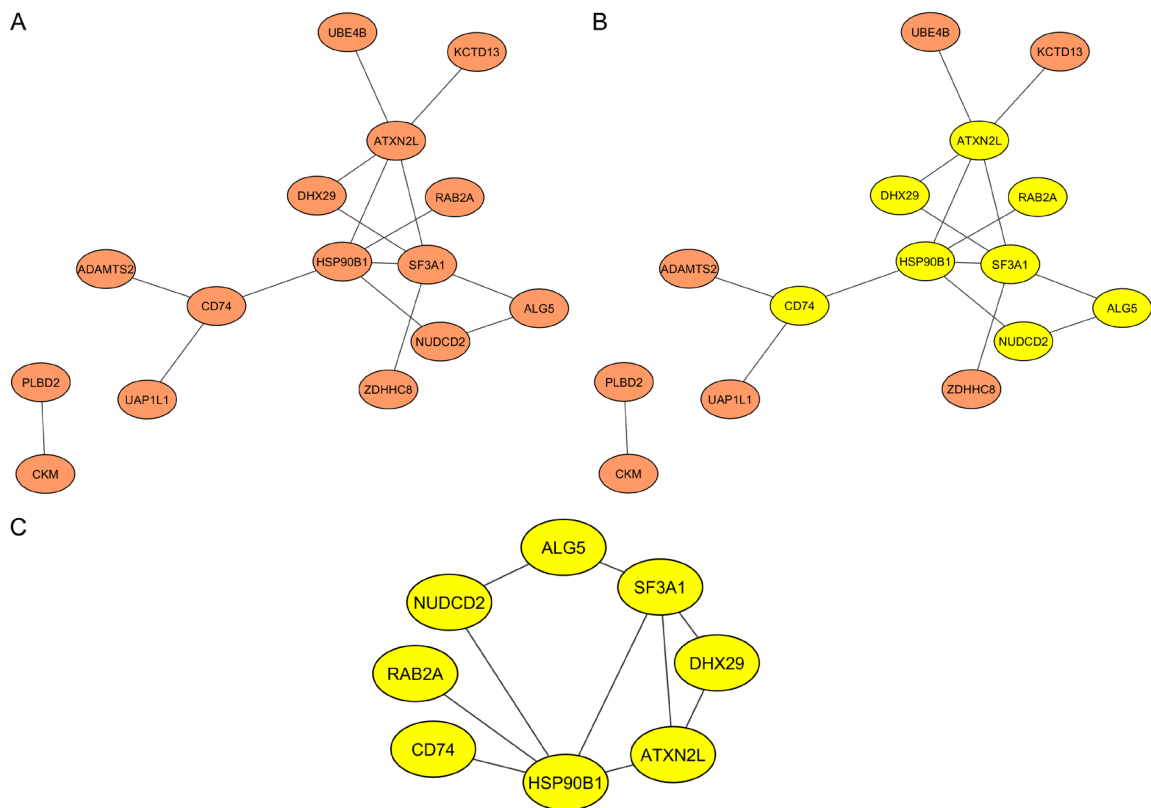 A
B
UBE4B
UBE4B
KCTD13
KCTD13
ATXN2L
ATXN2L
DHX29
RAB2A
DHX29
RAB2A
HSP90B1
SF3A1
HSP90B1
SF3A1
ADAMTS2
ADAMTS2
CD74
ALG5
CD74
ALG5
NUDCD2
NUDCD2
PLBD2
ZDHHC8
PLBD2
ZDHHC8
UAP1L1
UAP1L1
CKM
CKM
C
ALG5
SF3A1
NUDCD2
DHX29
RAB2A
CD74
ATXN2L
HSP90B1